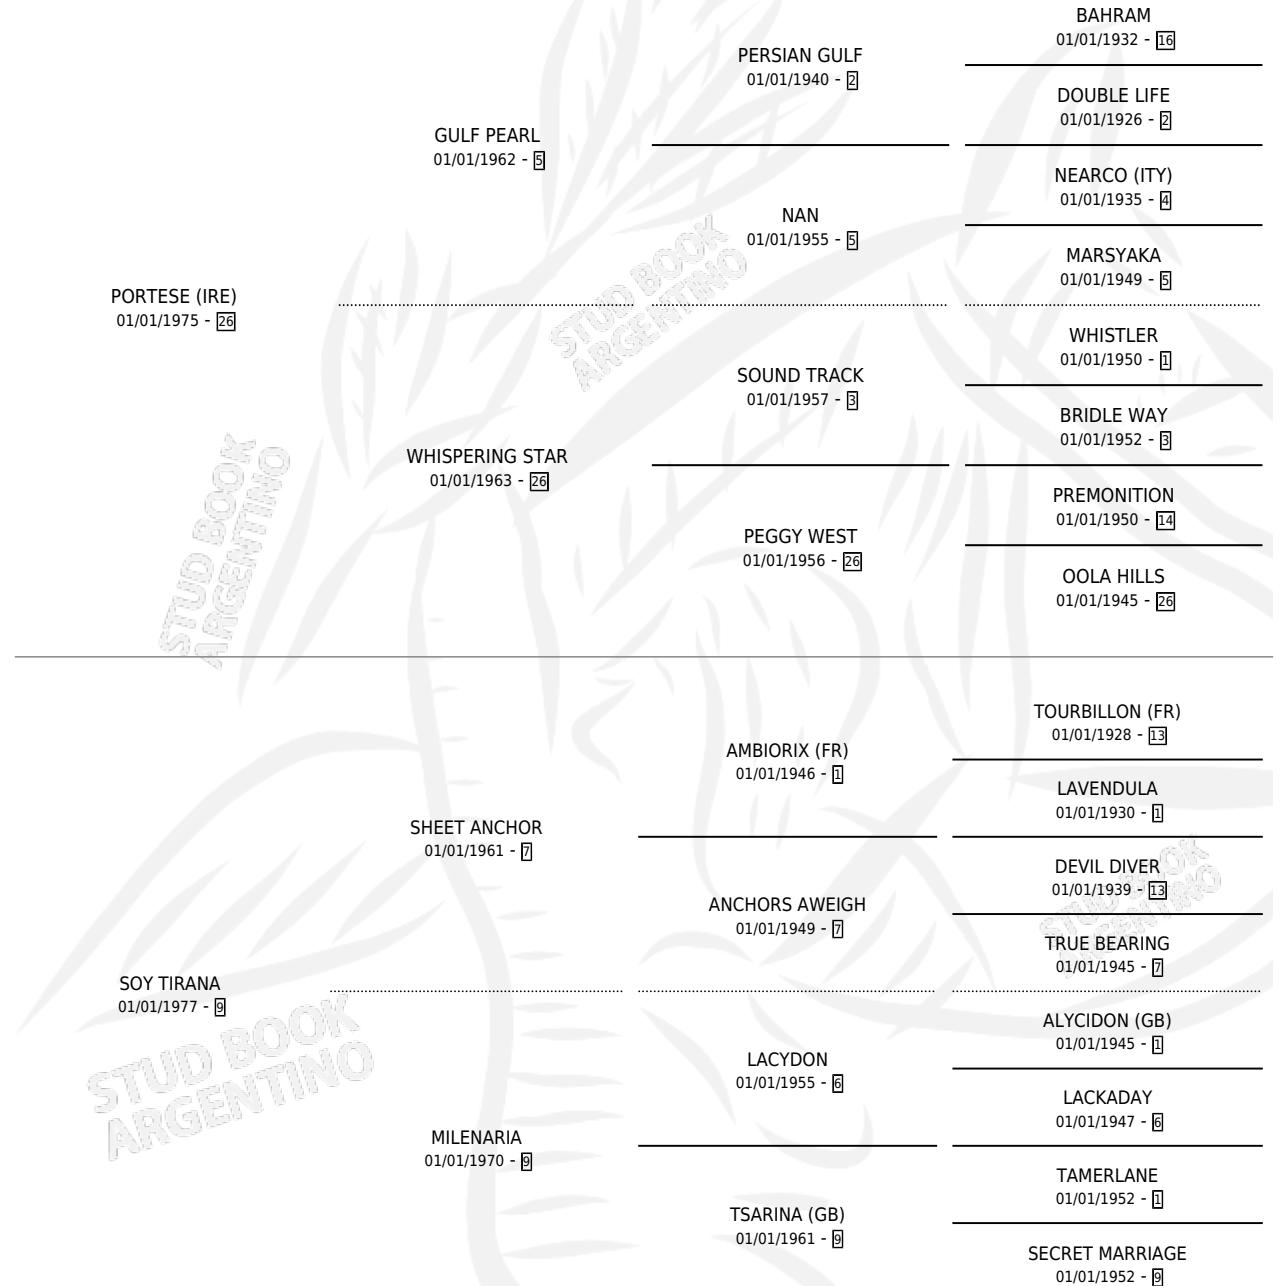 BAHRAM
01/01/1932 - 16
PERSIAN GULF
01/01/1940 - 2
DOUBLE LIFE
01/01/1926 - 2
GULF PEARL
01/01/1962 - 5
NEARCO (ITY)
01/01/1935 - 4
NAN
01/01/1955 - 5
MARSYAKA
01/01/1949 - 5
PORTESE (IRE)
01/01/1975 - 26
WHISTLER
01/01/1950 - 1
SOUND TRACK
01/01/1957 - 3
BRIDLE WAY
01/01/1952 - 3
WHISPERING STAR
01/01/1963 - 26
PREMONITION
01/01/1950 - 14
PEGGY WEST
01/01/1956 - 26
OOLA HILLS
01/01/1945 - 26
TOURBILLON (FR)
01/01/1928 - 13
AMBIORIX (FR)
01/01/1946 - 1
LAVENDULA
01/01/1930 - 1
SHEET ANCHOR
01/01/1961 - 7
DEVIL DIVER
01/01/1939 - 13
ANCHORS AWEIGH
01/01/1949 - 7
TRUE BEARING
01/01/1945 - 7
SOY TIRANA
01/01/1977 - 9
ALYCIDON (GB)
01/01/1945 - 1
LACYDON
01/01/1955 - 6
LACKADAY
01/01/1947 - 6
MILENARIA
01/01/1970 - 9
TAMERLANE
01/01/1952 - 1
TSARINA (GB)
01/01/1961 - 9
SECRET MARRIAGE
01/01/1952 - 9
STUD BOOK
ARGENTINO
STUD BOOK
ARGENTINO
STUD BOOK
ARGENTINO
STUD BOOK
ARGENTINO